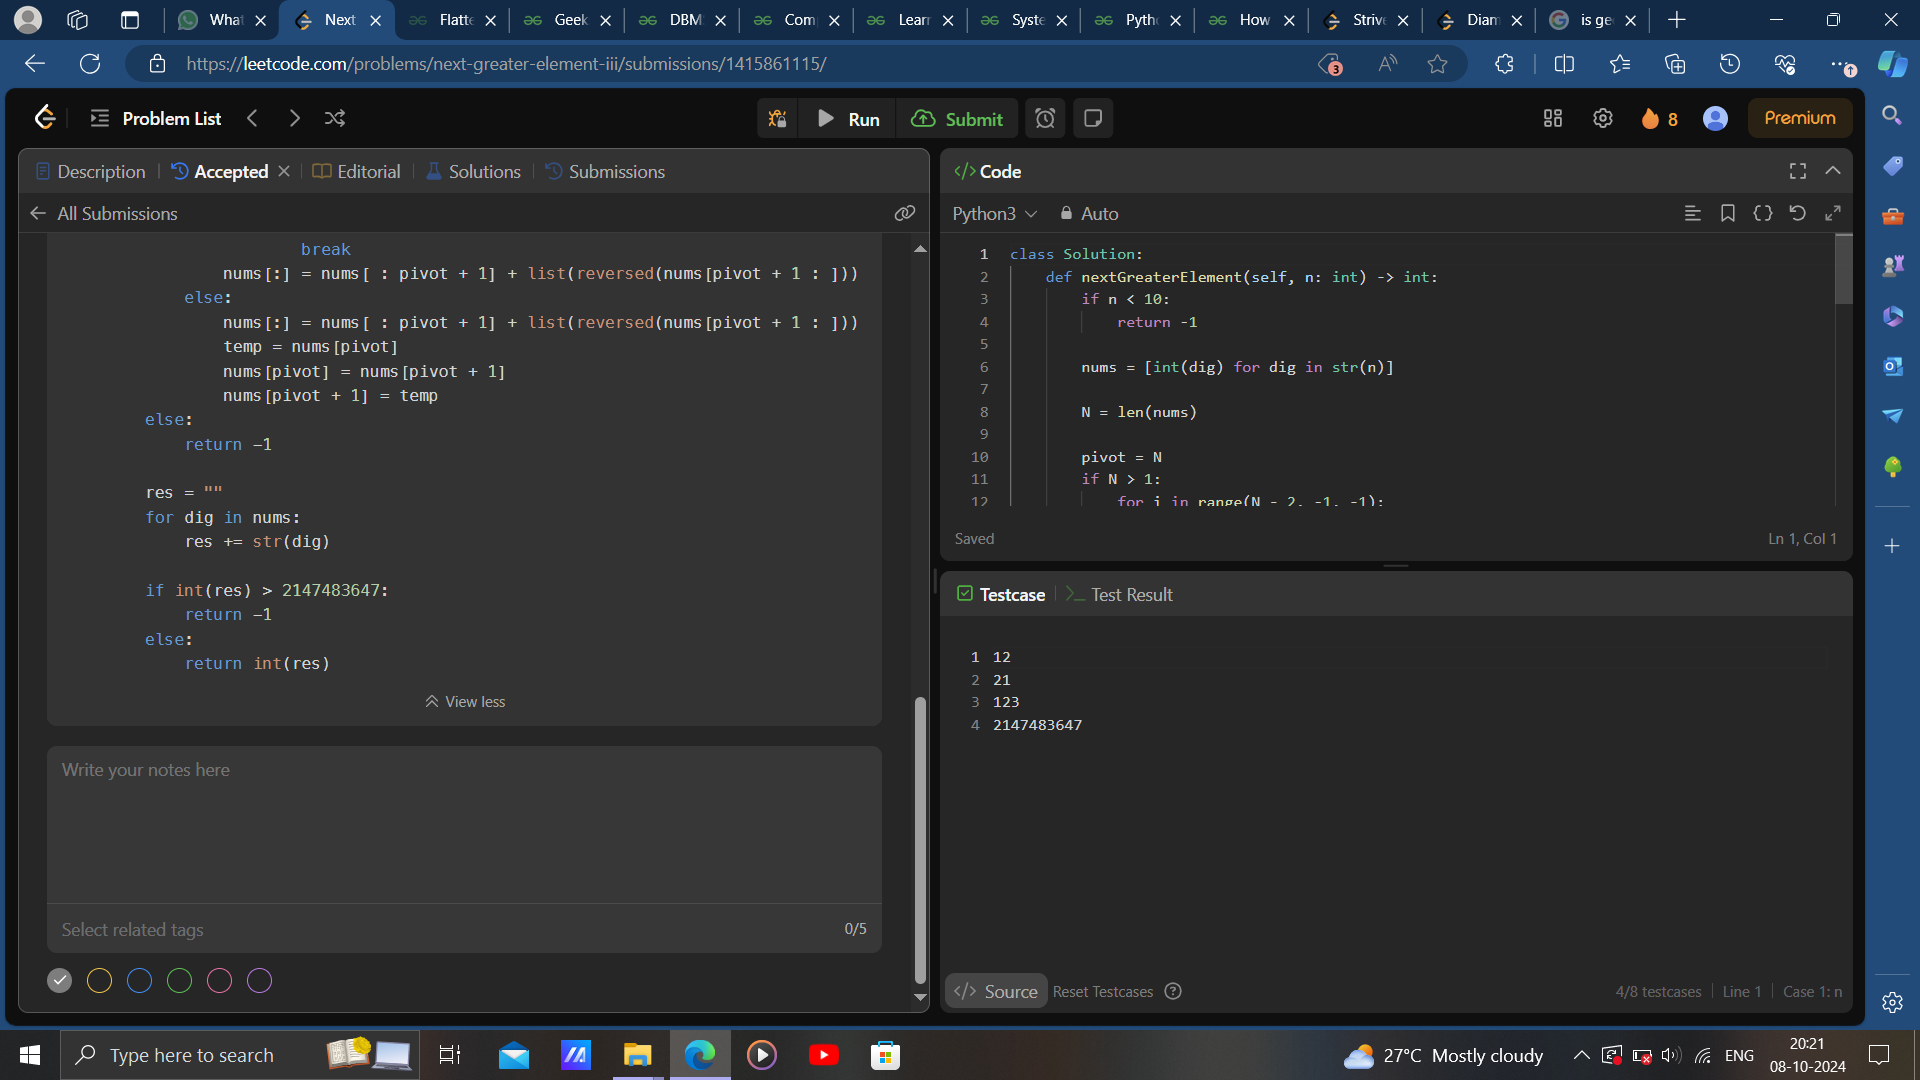 What
Next
Flatte
Geek
DBM
Com
Lear
Syste
Pyth
How
Strive
Diam
is ge
https://leetcode.com/problems/next-greater-element-iii/submissions/1415861115/
3
Problem List
Run
Submit
8
Premium
Description
Accepted
Editorial
Solutions
Submissions
All Submissions
break
nums[:] = nums[ : pivot + 1] + list(reversed(nums[pivot + 1 : ]))
else:
nums[:] = nums[ : pivot + 1] + list(reversed(nums[pivot + 1 : ]))
temp = nums[pivot]
nums[pivot] = nums[pivot + 1]
nums[pivot + 1] = temp
else:
return -1
res = ""
for dig in nums:
res += str(dig)
if int(res) > 2147483647:
return -1
else:
return int(res)
View less
Write your notes here
Select related tags
0/5
</> Code
Python3
Auto
1 class Solution:
2 def nextGreaterElement(self, n: int) -> int:
3 if n < 10:
4 return -1
5
6 nums = [int(dig) for dig in str(n)]
7
8 N = len(nums)
9
10 pivot = N
11 if N > 1:
12 for i in range(N - 2, -1, -1):
Saved
Ln 1, Col 1
Testcase
Test Result
1 12
2 21
3 123
4 2147483647
</> Source
Reset Testcases
?
4/8 testcases
Line 1
Case 1: n
Type here to search
27°C Mostly cloudy
ENG
20:21
08-10-2024